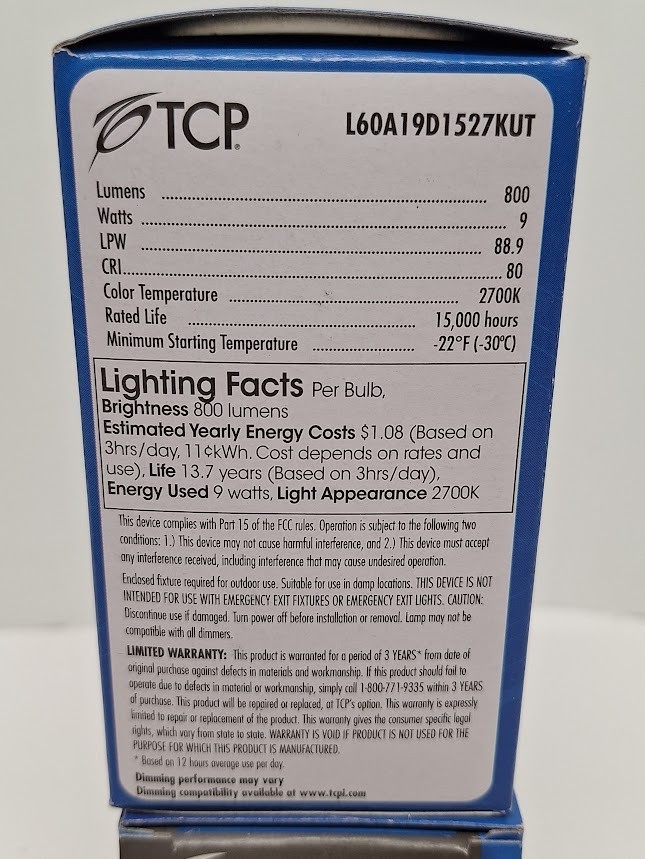 TCP®
L60A19D1527KUT
Lumens ........ 800
Watts ........ 9
LPW ........ 88.9
CRI........ 80
Color Temperature ........ 2700K
Rated Life ........ 15,000 hours
Minimum Starting Temperature ........ -22°F (-30°C)
Lighting Facts Per Bulb,
Brightness 800 lumens
Estimated Yearly Energy Costs $1.08 (Based on
3hrs/day, 11¢kWh. Cost depends on rates and
use), Life 13.7 years (Based on 3hrs/day),
Energy Used 9 watts, Light Appearance 2700K
This device complies with Part 15 of the FCC rules. Operation is subject to the following two
conditions: 1.) This device may not cause harmful interference, and 2.) This device must accept
any interference received, including interference that may cause undesired operation.
Enclosed fixture required for outdoor use. Suitable for use in damp locations. THIS DEVICE IS NOT
INTENDED FOR USE WITH EMERGENCY EXIT FIXTURES OR EMERGENCY EXIT LIGHTS. CAUTION:
Discontinue use if damaged. Turn power off before installation or removal. Lamp may not be
compatible with all dimmers.
LIMITED WARRANTY: This product is warranted for a period of 3 YEARS* from date of
original purchase against defects in materials and workmanship. If this product should fail to
operate due to defects in material or workmanship, simply call 1-800-771-9335 within 3 YEARS
of purchase. This product will be repaired or replaced, at TCP's option. This warranty is expressly
limited to repair or replacement of the product. This warranty gives the consumer specific legal
rights, which vary from state to state. WARRANTY IS VOID IF PRODUCT IS NOT USED FOR THE
PURPOSE FOR WHICH THIS PRODUCT IS MANUFACTURED.
* Based on 12 hours average use per day.
Dimming performance may vary
Dimming compatibility available at www.tcpi.com